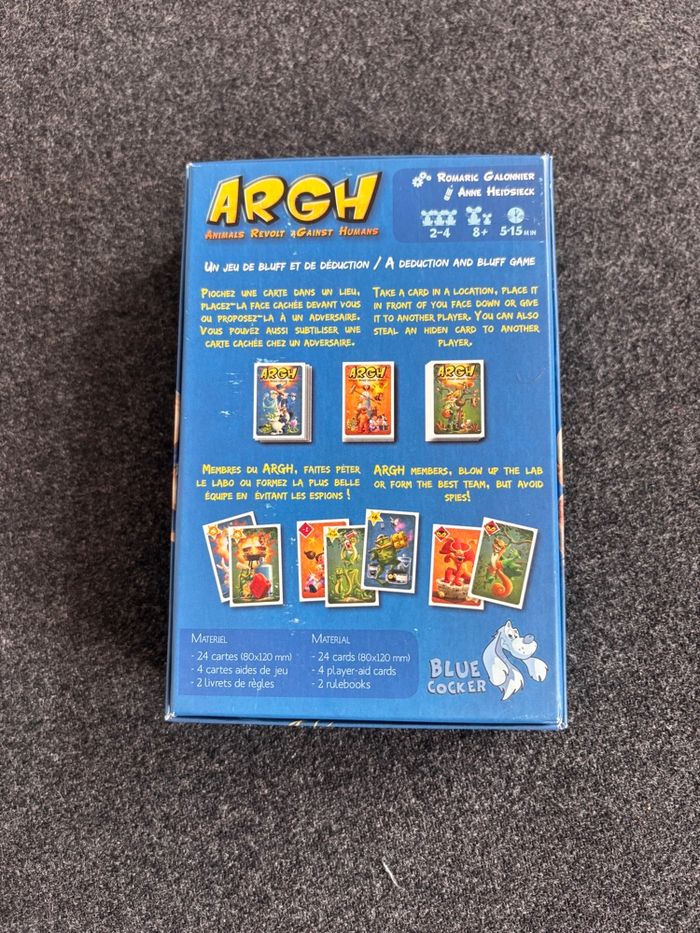 ARGH
Animals Revolt aGainst Humans
Romaric Galonnier
Anne Heidsieck
2-4 8+ 5-15 min
Un jeu de bluff et de déduction / A deduction and bluff game
Piochez une carte dans un lieu,
placez-la face cachée devant vous
ou proposez-la à un adversaire.
Vous pouvez aussi subtiliser une
carte cachée chez un adversaire.
Take a card in a location, place it
in front of you face down or give
it to another player. You can also
steal an hiden card to another
player.
ARGH
ARGH
ARGH
Membres du ARGH, faites péter
le labo ou formez la plus belle
équipe en évitant les espions !
ARGH members, blow up the lab
or form the best team, but avoid
spies!
Materiel
- 24 cartes (80x120 mm)
- 4 cartes aides de jeu
- 2 livrets de règles
Material
- 24 cards (80x120 mm)
- 4 player-aid cards
- 2 rulebooks
BLUE
COCKER